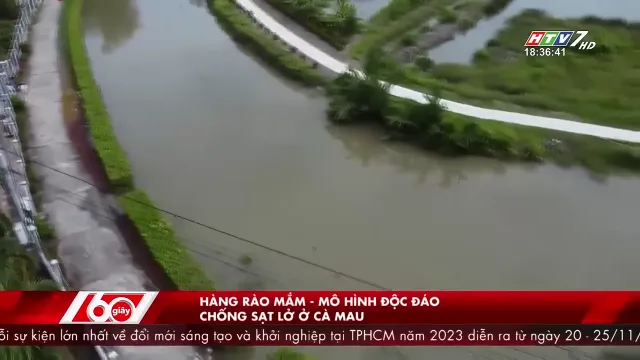 HTV7 HD
18:36:41
HÀNG RÀO MẮM - MÔ HÌNH ĐỘC ĐÁO
CHỐNG SẠT LỞ Ở CÀ MAU
60 giây
ỗi sự kiện lớn nhất về đổi mới sáng tạo và khởi nghiệp tại TPHCM năm 2023 diễn ra từ ngày 20 - 25/11/